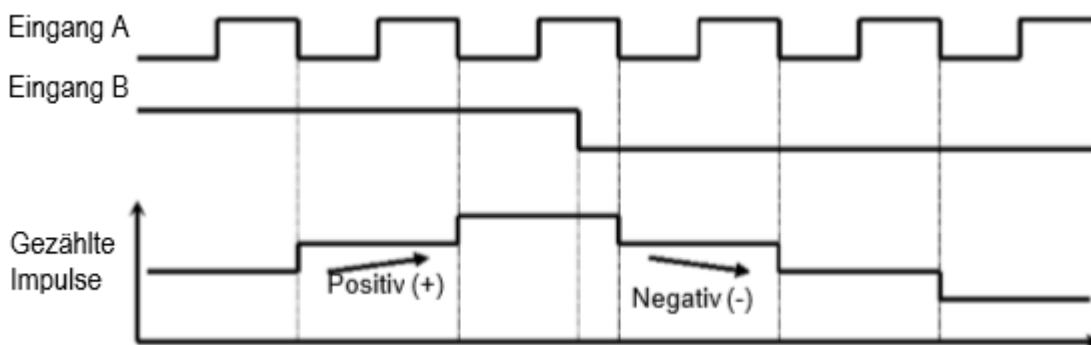 Eingang A
Eingang B
Gezählte
Impulse
Positiv (+)
Negativ (-)